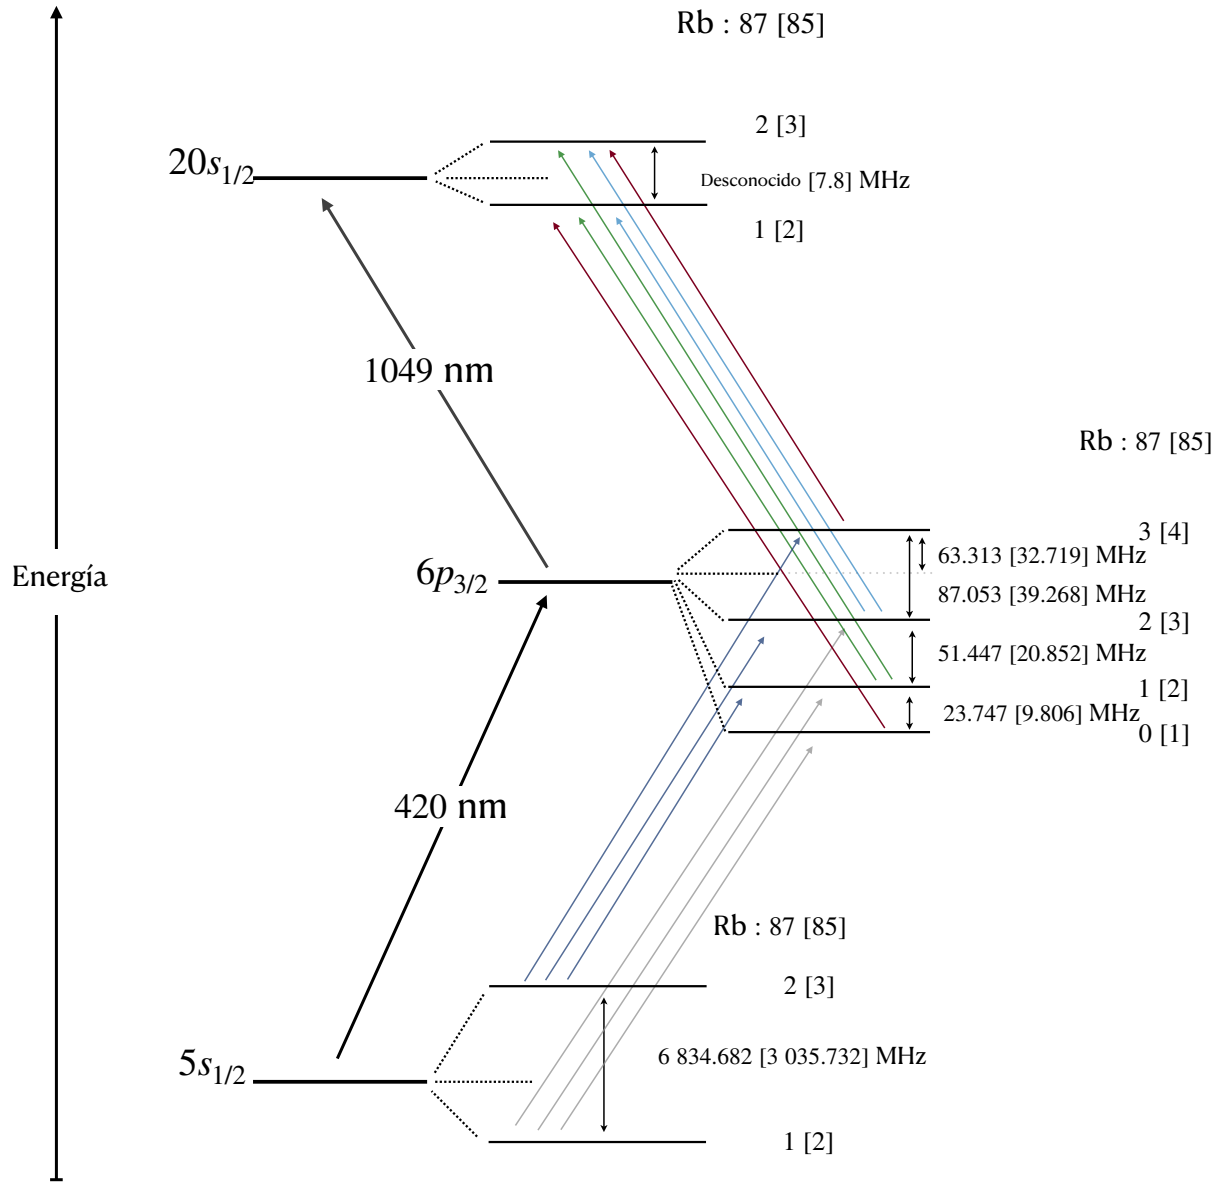 Rb : 87 [85]
2 [3]
20s1/2
Desconocido [7.8] MHz
1 [2]
1049 nm
Rb : 87 [85]
3 [4]
63.313 [32.719] MHz
Energía
6p3/2
87.053 [39.268] MHz
2 [3]
51.447 [20.852] MHz
1 [2]
23.747 [9.806] MHz
0 [1]
420 nm
Rb : 87 [85]
2 [3]
5s1/2
6 834.682 [3 035.732] MHz
1 [2]